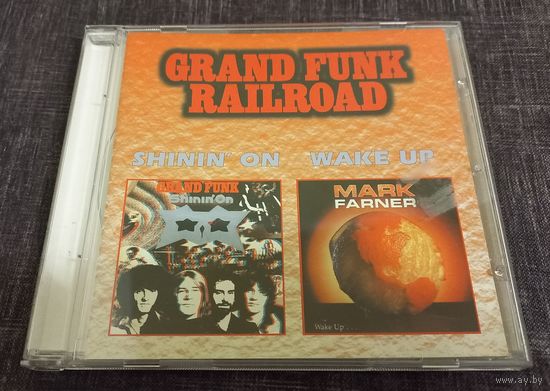 GRAND FUNK
RAILROAD
SHININ' ON WAKE UP
GRAND FUNK
Shinin'On
MARK
FARNER
Wake Up...
www.ay.by